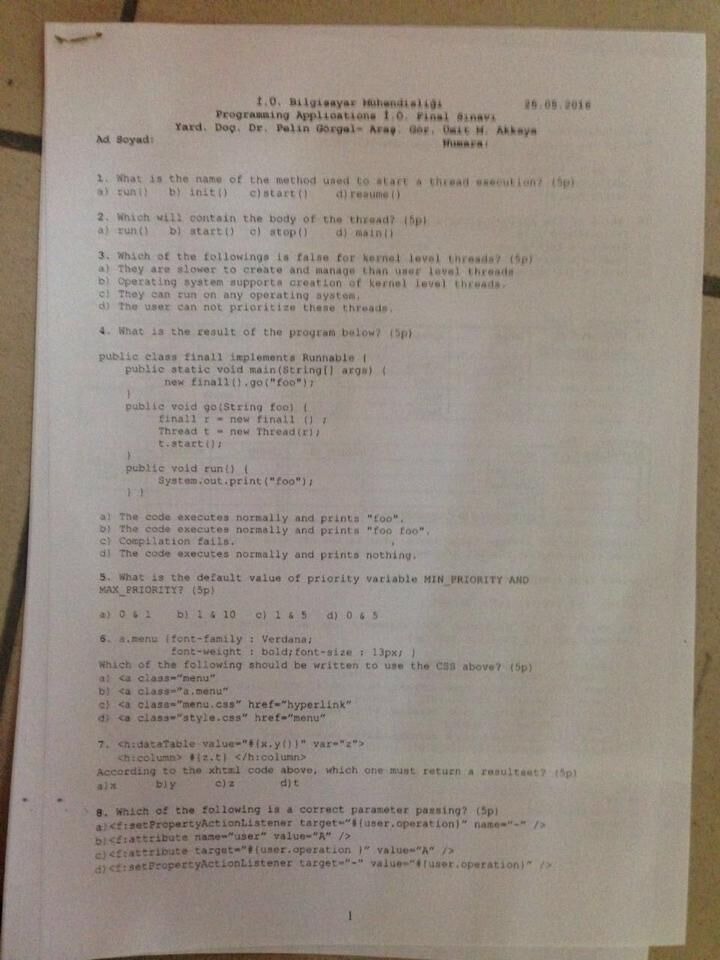 İ.Ü. Bilgisayar Mühendisliği 25.05.2016
Programming Applications İ.Ö. Final Sınavı
Yard. Doç. Dr. Pelin Görgel- Araş. Gör. Ümit M. Akkaya
Ad Soyad: Numara:
1. What is the name of the method used to start a thread execution? (5p)
a) run() b) init() c)start() d)resume()
2. Which will contain the body of the thread? (5p)
a) run() b) start() c) stop() d) main()
3. Which of the followings is false for kernel level threads? (5p)
a) They are slower to create and manage than user level threads
b) Operating system supports creation of kernel level threads.
c) They can run on any operating system.
d) The user can not prioritize these threads.
4. What is the result of the program below? (5p)
public class final1 implements Runnable {
public static void main(String[] args) {
new final1().go("foo");
}
public void go(String foo) {
final1 r = new final1 () ;
Thread t = new Thread(r);
t.start();
}
public void run() {
System.out.print("foo");
} }
a) The code executes normally and prints "foo".
b) The code executes normally and prints "foo foo".
c) Compilation fails.
d) The code executes normally and prints nothing.
5. What is the default value of priority variable MIN_PRIORITY AND
MAX_PRIORITY? (5p)
a) 0 & 1 b) 1 & 10 c) 1 & 5 d) 0 & 5
6. a.menu {font-family : Verdana;
font-weight : bold;font-size : 13px; }
Which of the following should be written to use the CSS above? (5p)
a) <a class="menu"
b) <a class="a.menu"
c) <a class="menu.css" href="hyperlink"
d) <a class="style.css" href="menu"
7. <h:dataTable value="#{x.y()}" var="z">
<h:column> #{z.t} </h:column>
According to the xhtml code above, which one must return a resultset? (5p)
a)x b)y c)z d)t
8. Which of the following is a correct parameter passing? (5p)
a)<f:setPropertyActionListener target="#{user.operation}" name="-" />
b)<f:attribute name="user" value="A" />
c)<f:attribute target="#{user.operation }" value="A" />
d)<f:setPropertyActionListener target="-" value="#{user.operation}" />
1